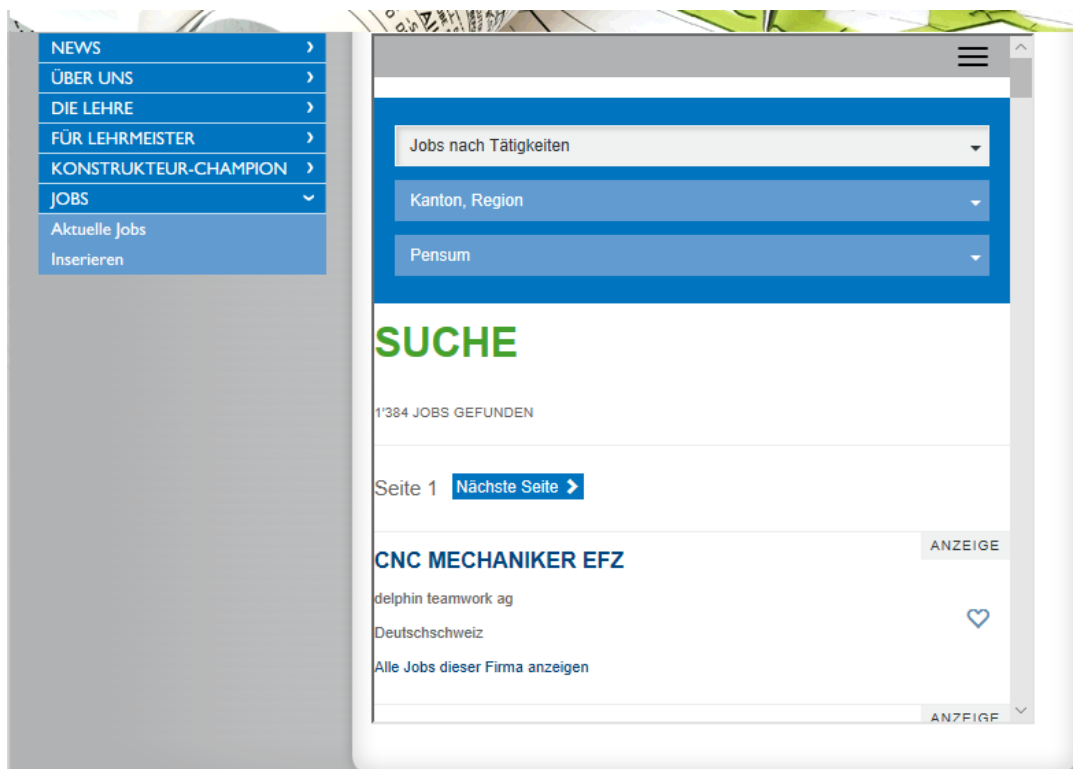 NEWS
ÜBER UNS
DIE LEHRE
FÜR LEHRMEISTER
KONSTRUKTEUR-CHAMPION
JOBS
Aktuelle Jobs
Inserieren
Jobs nach Tätigkeiten
Kanton, Region
Pensum
SUCHE
1'384 JOBS GEFUNDEN
Seite 1 Nächste Seite
ANZEIGE
CNC MECHANIKER EFZ
delphin teamwork ag
Deutschschweiz
Alle Jobs dieser Firma anzeigen
ANZEIGE